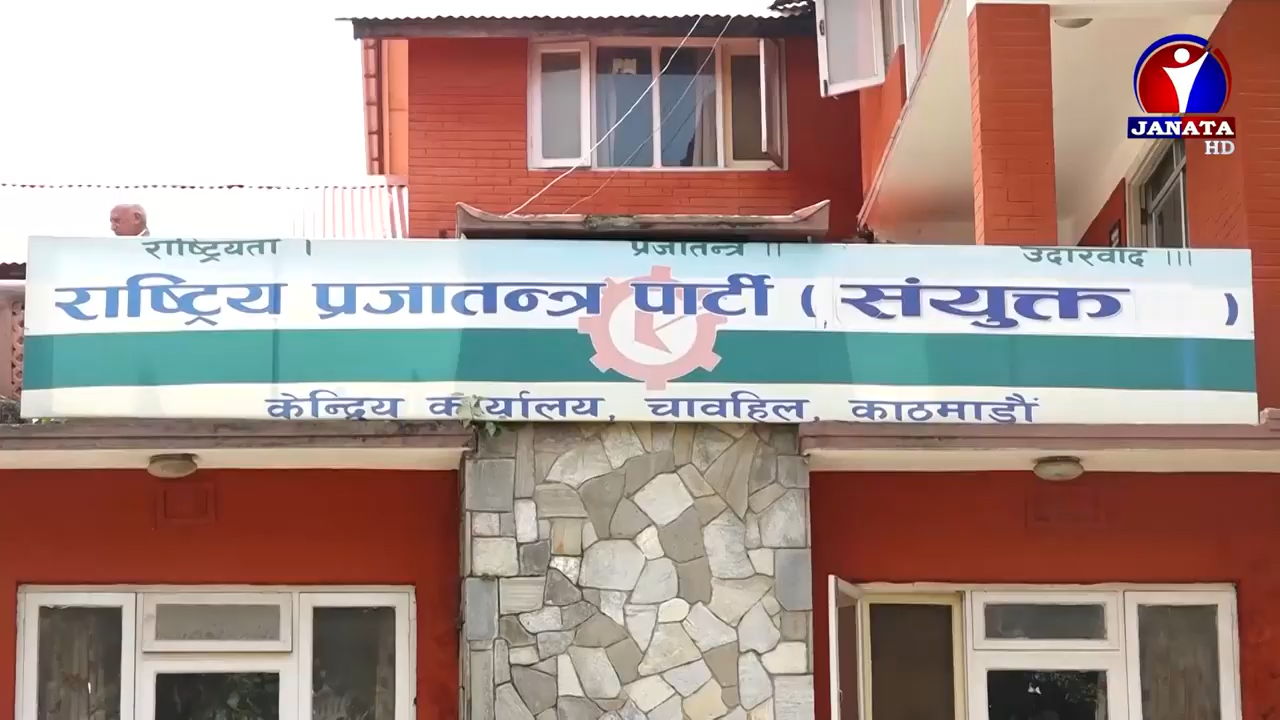 JANATA
HD
राष्ट्रियता । प्रजातन्त्र ।। उदारवाद ।।।
राष्ट्रिय प्रजातन्त्र पार्टी ( संयुक्त )
केन्द्रिय कार्यालय, चावहिल, काठमाडौं